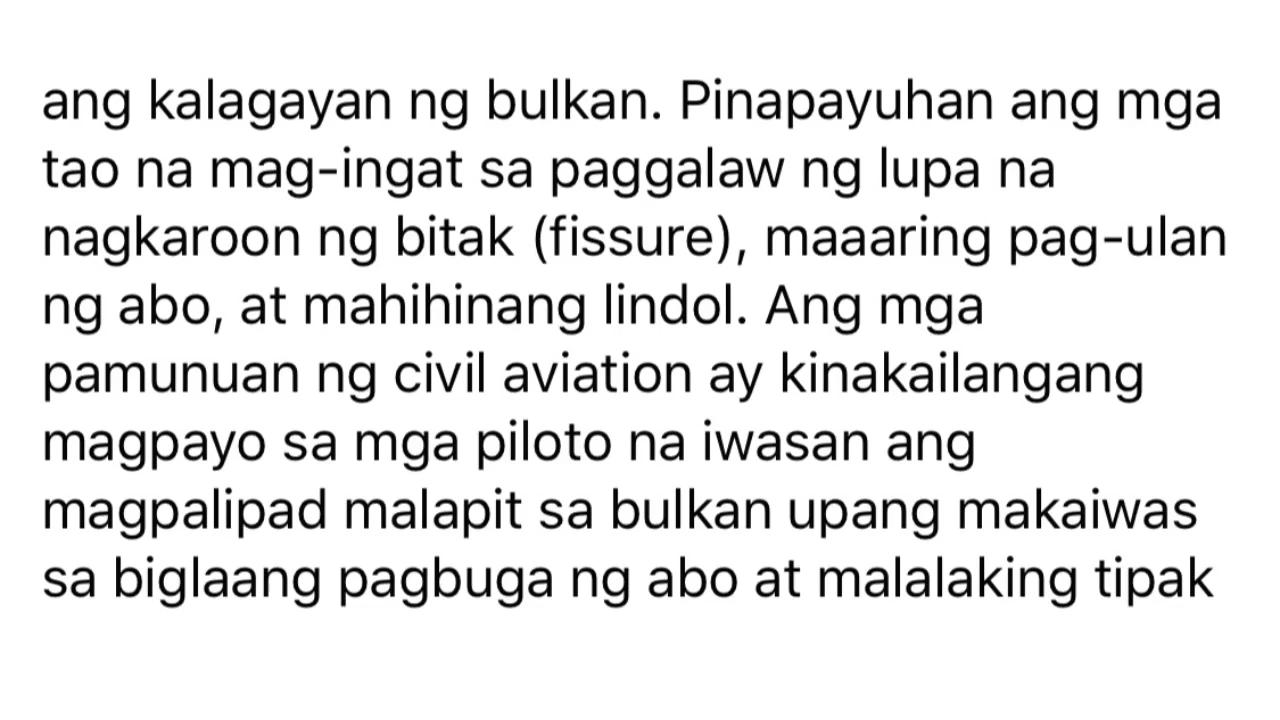 ang kalagayan ng bulkan. Pinapayuhan ang mga
tao na mag-ingat sa paggalaw ng lupa na
nagkaroon ng bitak (fissure), maaaring pag-ulan
ng abo, at mahihinang lindol. Ang mga
pamunuan ng civil aviation ay kinakailangang
magpayo sa mga piloto na iwasan ang
magpalipad malapit sa bulkan upang makaiwas
sa biglaang pagbuga ng abo at malalaking tipak